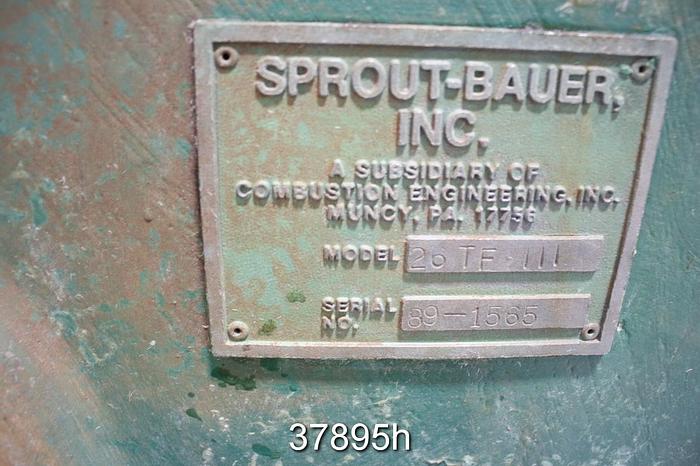 SPROUT-BAUER,
INC.
A SUBSIDIARY OF
COMBUSTION ENGINEERING, INC.
MUNCY, PA. 17756
MODEL 26 TF-III
SERIAL NO. 89-1565
37895h